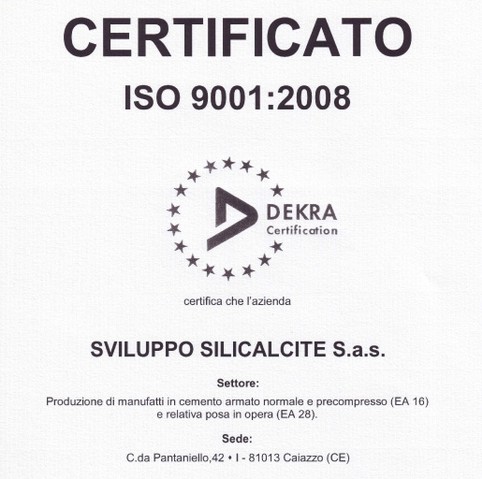 CERTIFICATO
ISO 9001:2008
DEKRA
Certification
certifica che l'azienda
SVILUPPO SILICALCITE S.a.s.
Settore:
Produzione di manufatti in cemento armato normale e precompresso (EA 16)
e relativa posa in opera (EA 28).
Sede:
C.da Pantaniello,42 • I - 81013 Caiazzo (CE)